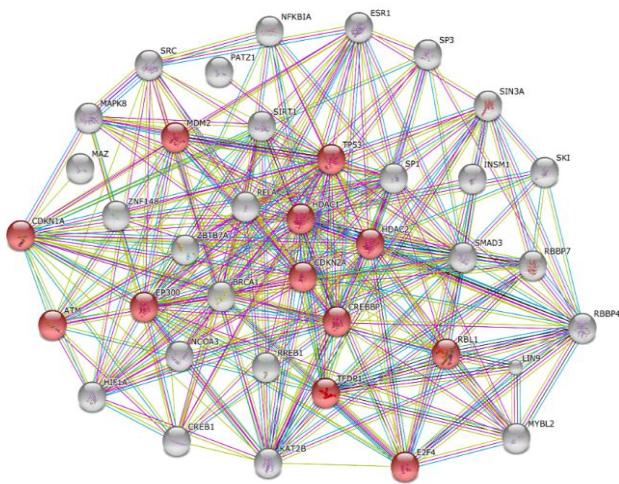 NFKBIA
ESR1
SRC
SP3
PATZ1
SIN3A
MAPK8
SIRT1
MDM2
TP53
MAZ
SP1
INSM1
SKI
RELA
ZNF148
HDAC1
CDKN1A
HDAC2
ZBTB7A
SMAD3
RBBP7
CDKN2A
BRCA1
EP300
ATM
CREBBP
RBBP4
NCOA3
RBL1
RREB1
LIN9
HIF1A
TFDP1
CREB1
MYBL2
KAT2B
E2F4